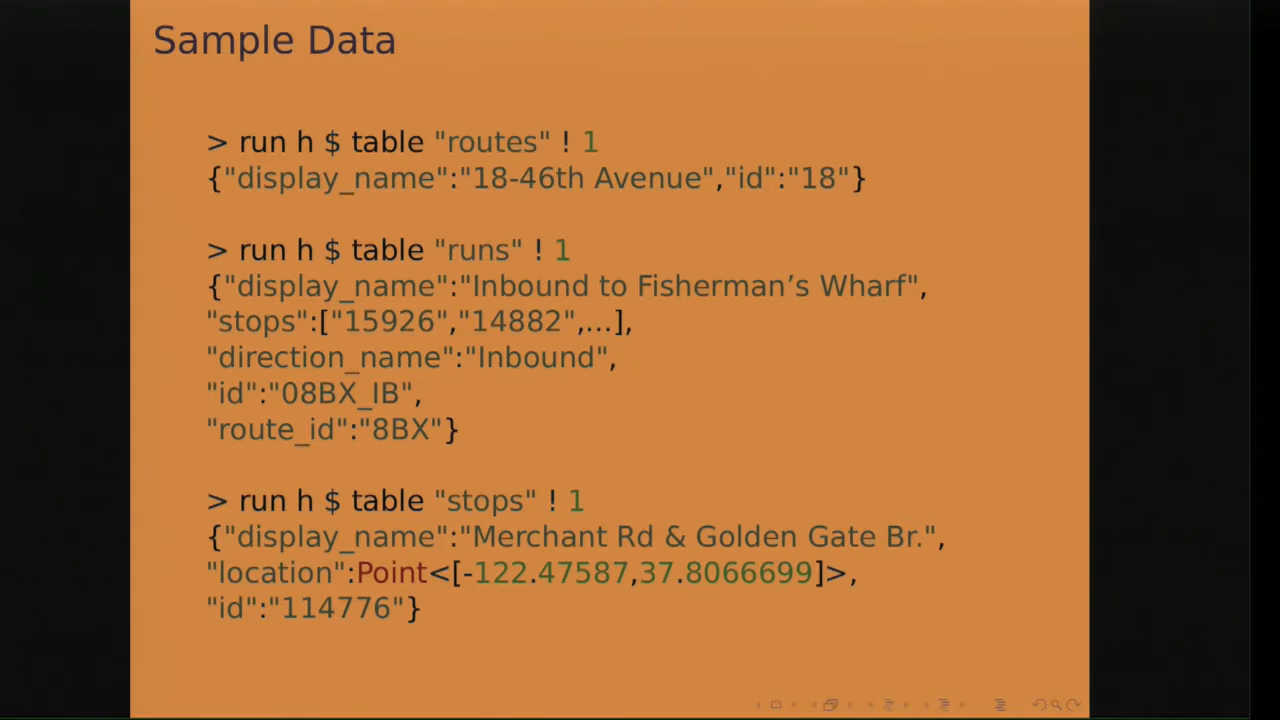 Sample Data
> run h $ table "routes" ! 1
{"display_name":"18-46th Avenue","id":"18"}
> run h $ table "runs" ! 1
{"display_name":"Inbound to Fisherman’s Wharf",
"stops":["15926","14882",...],
"direction_name":"Inbound",
"id":"08BX_IB",
"route_id":"8BX"}
> run h $ table "stops" ! 1
{"display_name":"Merchant Rd & Golden Gate Br.",
"location":Point<[-122.47587,37.8066699]>,
"id":"114776"}